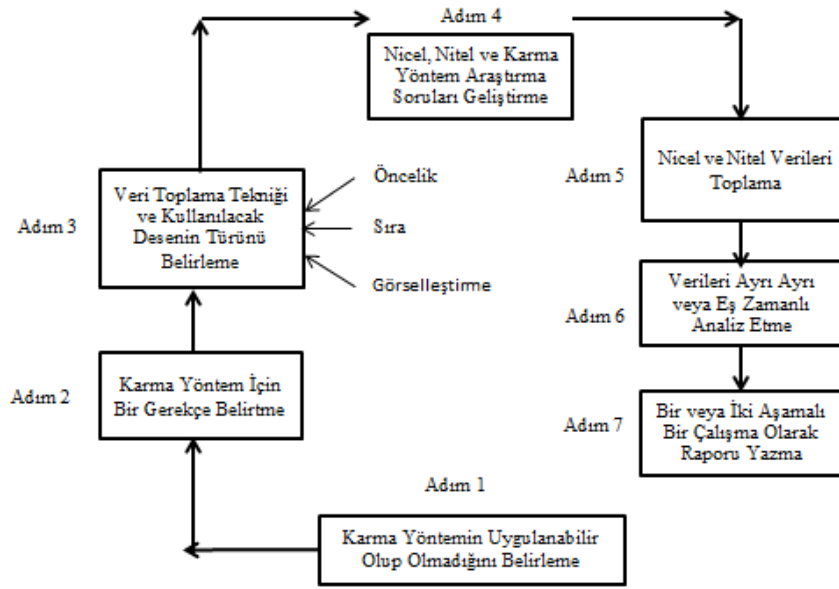 Adım 4
Nicel, Nitel ve Karma
Yöntem Araştırma
Soruları Geliştirme
Adım 3
Veri Toplama Tekniği
ve Kullanılacak
Desenin Türünü
Belirleme
Öncelik
Sıra
Görselleştirme
Adım 5
Nicel ve Nitel Verileri
Toplama
Adım 6
Verileri Ayrı Ayrı
veya Eş Zamanlı
Analiz Etme
Adım 2
Karma Yöntem İçin
Bir Gerekçe Belirtme
Adım 7
Bir veya İki Aşamalı
Bir Çalışma Olarak
Raporu Yazma
Adım 1
Karma Yöntemin Uygulanabilir
Olup Olmadığını Belirleme